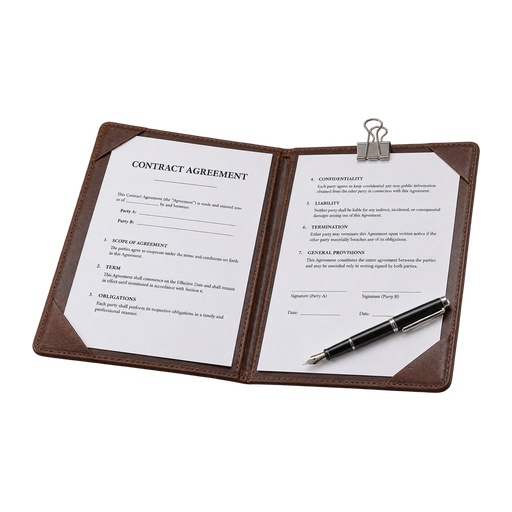 CONTRACT AGREEMENT
This Contract Agreement (the "Agreement") is made and entered into
as of ____________ by and between:
Party A: ____________
Party B: ____________
1. SCOPE OF AGREEMENT
The parties agree to cooperate under the terms and conditions set forth
in this Agreement.
2. TERM
This Agreement shall commence on the Effective Date and shall remain
in effect until terminated in accordance with Section 6.
3. OBLIGATIONS
Each party shall perform its respective obligations in a timely and
professional manner.
4. CONFIDENTIALITY
Each party agrees to keep confidential any non-public information
obtained from the other party in connection with this Agreement.
5. LIABILITY
Neither party shall be liable for any indirect, incidental, or consequential
damages arising out of this Agreement.
6. TERMINATION
Either party may terminate this Agreement upon written notice if the
other party materially breaches any of its obligations.
7. GENERAL PROVISIONS
This Agreement constitutes the entire agreement between the parties
and may be amended only in writing signed by both parties.
Signature (Party A) Signature (Party B)
Date: ____________ Date: ____________